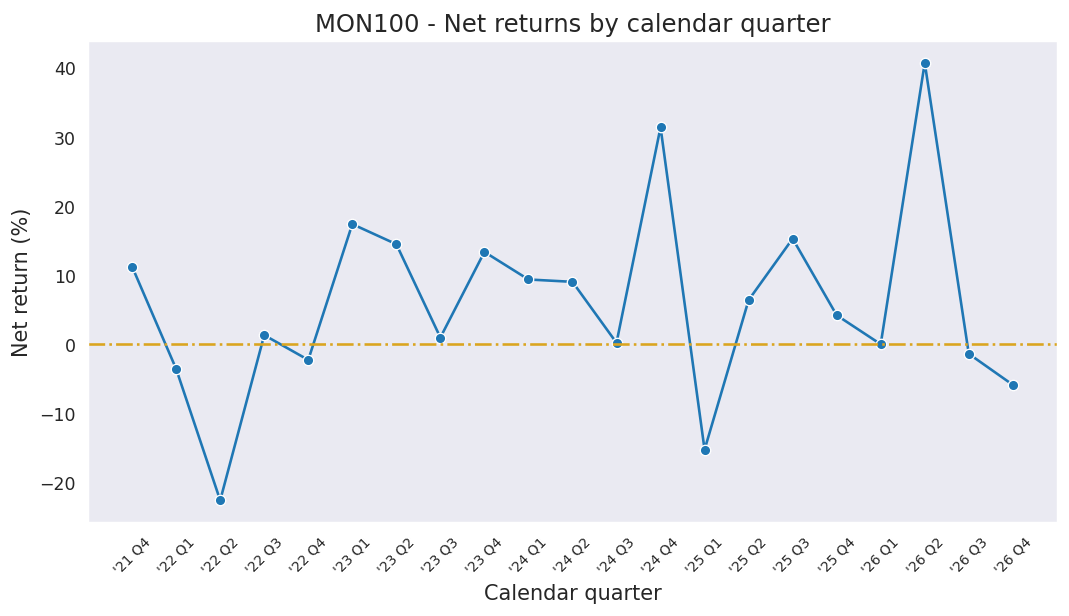 MON100 - Net returns by calendar quarter
Net return (%)
40
30
20
10
0
−10
−20
'21 Q4
'22 Q1
'22 Q2
'22 Q3
'22 Q4
'23 Q1
'23 Q2
'23 Q3
'23 Q4
'24 Q1
'24 Q2
'24 Q3
'24 Q4
'25 Q1
'25 Q2
'25 Q3
'25 Q4
'26 Q1
'26 Q2
'26 Q3
'26 Q4
Calendar quarter